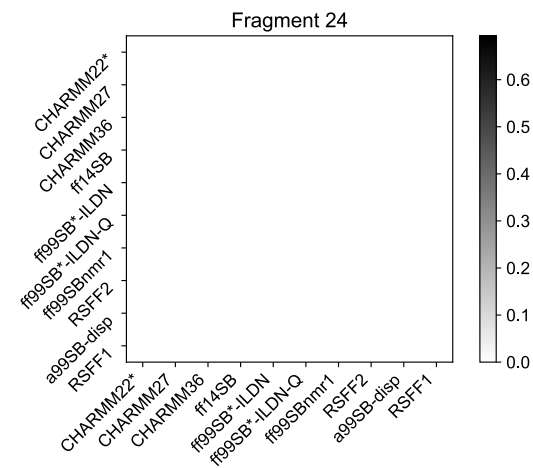 Fragment 24
CHARMM22*
CHARMM27
CHARMM36
ff14SB
ff99SB*-ILDN
ff99SB*-ILDN-Q
ff99SBnmr1
RSFF2
a99SB-disp
RSFF1
CHARMM22*
CHARMM27
CHARMM36
ff14SB
ff99SB*-ILDN
ff99SB*-ILDN-Q
ff99SBnmr1
RSFF2
a99SB-disp
RSFF1
0.6
0.5
0.4
0.3
0.2
0.1
0.0